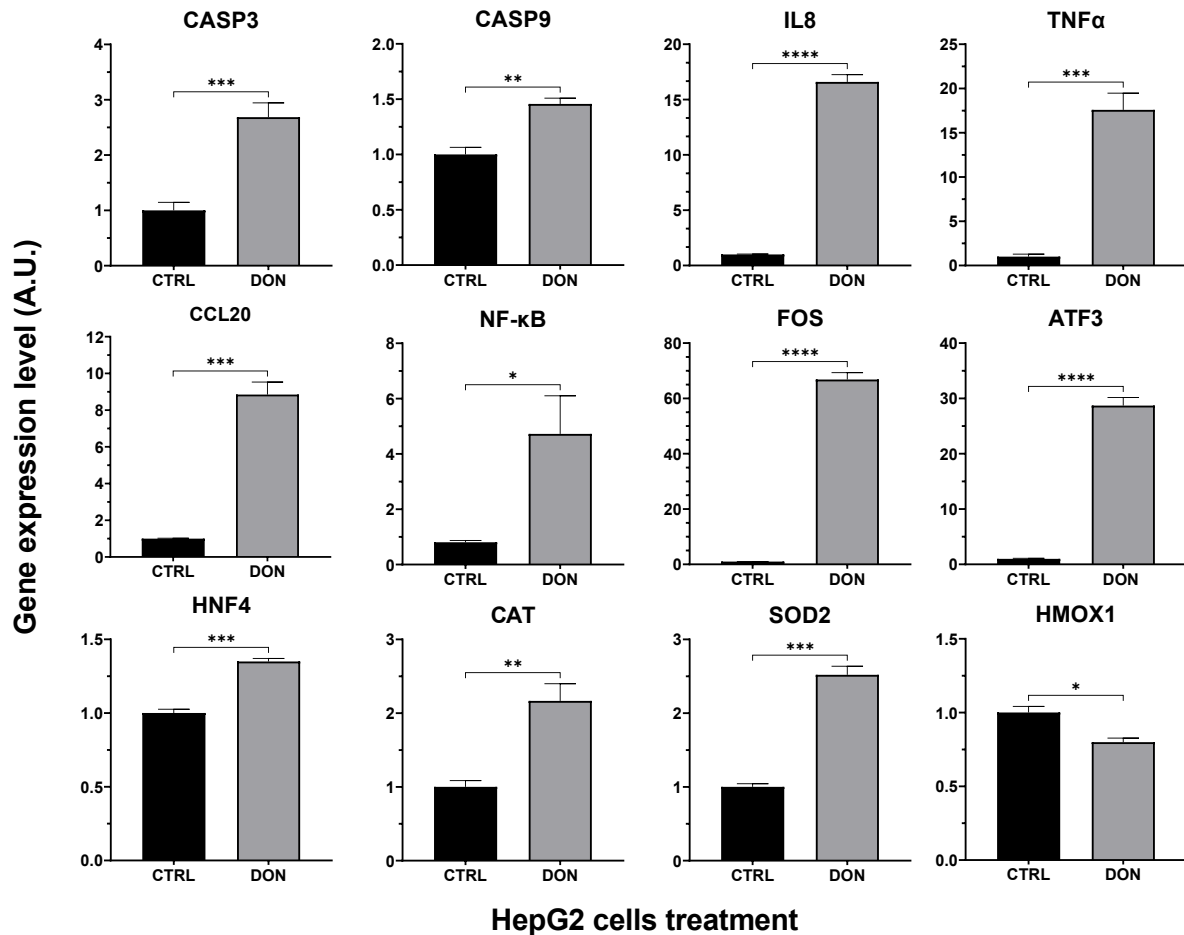 CASP3 CASP9 IL8 TNFα
4 3 2 1 0 *** CTRL DON
2.0 1.5 1.0 0.5 0.0 ** CTRL DON
20 15 10 5 0 **** CTRL DON
25 20 15 10 5 0 *** CTRL DON
Gene expression level (A.U.)
CCL20 NF-κB FOS ATF3
12 10 8 6 4 2 0 *** CTRL DON
8 6 4 2 0 * CTRL DON
80 60 40 20 0 **** CTRL DON
40 30 20 10 0 **** CTRL DON
HNF4 CAT SOD2 HMOX1
1.5 1.0 0.5 0.0 *** CTRL DON
3 2 1 0 ** CTRL DON
3 2 1 0 *** CTRL DON
1.5 1.0 0.5 0.0 * CTRL DON
HepG2 cells treatment